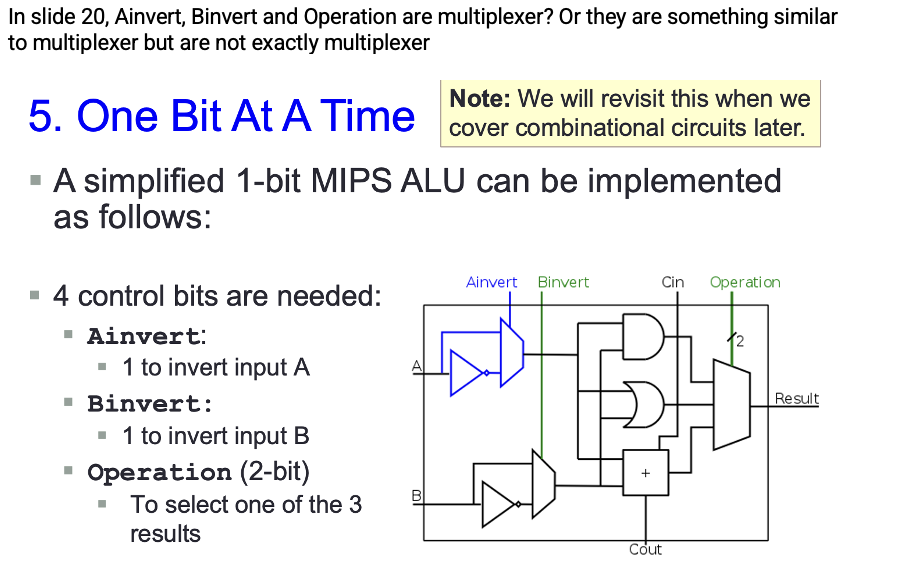 In slide 20, Ainvert, Binvert and Operation are multiplexer? Or they are something similar
to multiplexer but are not exactly multiplexer
5. One Bit At A Time
Note: We will revisit this when we
cover combinational circuits later.
▪ A simplified 1-bit MIPS ALU can be implemented
as follows:
▪ 4 control bits are needed:
▪ Ainvert:
▪ 1 to invert input A
▪ Binvert:
▪ 1 to invert input B
▪ Operation (2-bit)
▪ To select one of the 3
results
Ainvert Binvert Cin Operation
2
A
Result
+
B
Cout